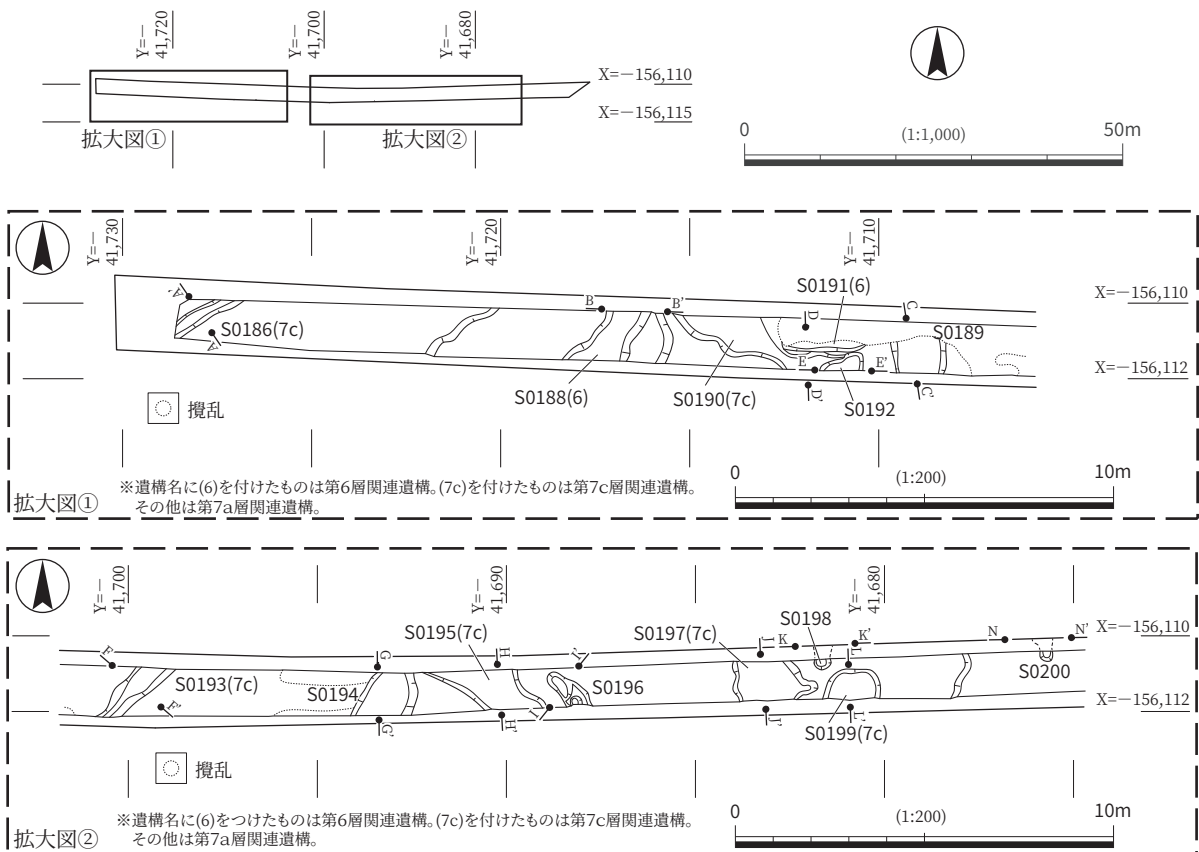 Y=−
41,720
Y=−
41,700
Y=−
41,680
X=−156,110
X=−156,115
拡大図①
拡大図②
0
(1:1,000)
50m
Y=−
41,730
Y=−
41,720
Y=−
41,710
X=−156,110
X=−156,112
A'
A
S0186(7c)
B
B'
S0188(6)
S0190(7c)
S0191(6)
D
C
S0189
E
E'
D'
C'
S0192
攪乱
拡大図①
※遺構名に(6)を付けたものは第6層関連遺構。(7c)を付けたものは第7c層関連遺構。
その他は第7a層関連遺構。
0
(1:200)
10m
Y=−
41,700
Y=−
41,690
Y=−
41,680
X=−156,110
X=−156,112
F
F'
S0193(7c)
G
G'
S0194
S0195(7c)
H
H'
I'
I
S0196
S0197(7c)
J
J'
K
K'
S0198
L
L'
S0199(7c)
N
N'
S0200
攪乱
拡大図②
※遺構名に(6)をつけたものは第6層関連遺構。(7c)を付けたものは第7c層関連遺構。
その他は第7a層関連遺構。
0
(1:200)
10m